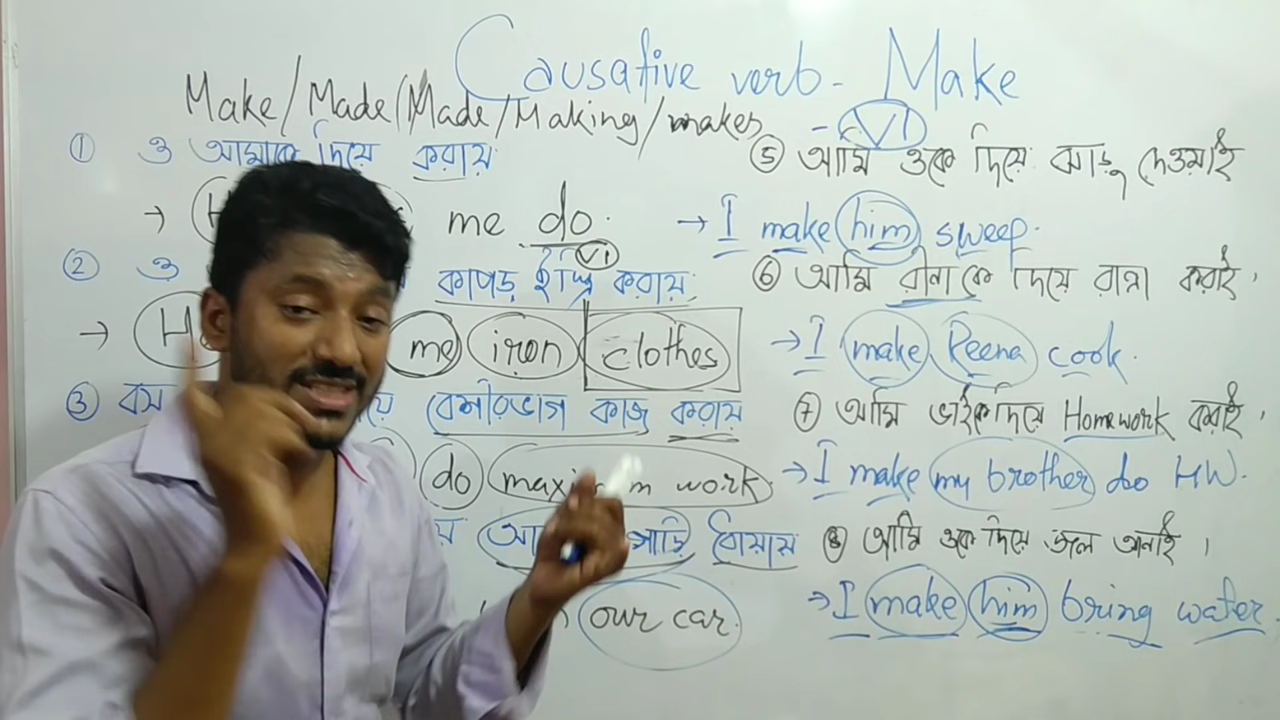 Causative verb - Make
Make/Made/Made/Making/makes
- V1
① ও আমাকে দিয়ে করায়
→ me do.
V1
② ও কাপড় ইস্ত্রি করায়
→ me iron clothes
③ বস বেশীরভাগ কাজ করায়
do work
ধোয়ায়
our car.
⑤ আমি ওকে দিয়ে ঝাড়ু দেওয়াই
→ I make him sweep.
⑥ আমি রীনাকে দিয়ে রান্না করাই।
→ I make Reena cook.
⑦ আমি ভাইকে দিয়ে Homework করাই।
→ I make my brother do HW.
⑧ আমি ওকে দিয়ে জল আনাই।
→ I make him bring water.